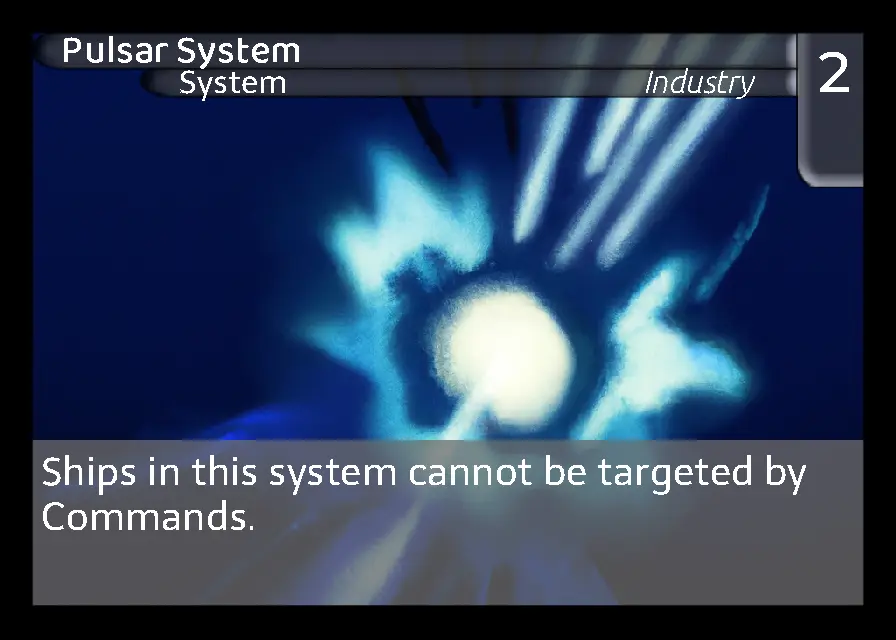 Pulsar System
System
Industry
2
Ships in this system cannot be targeted by
Commands.